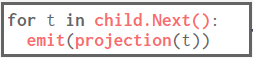 for t in child.Next():
  emit(projection(t))